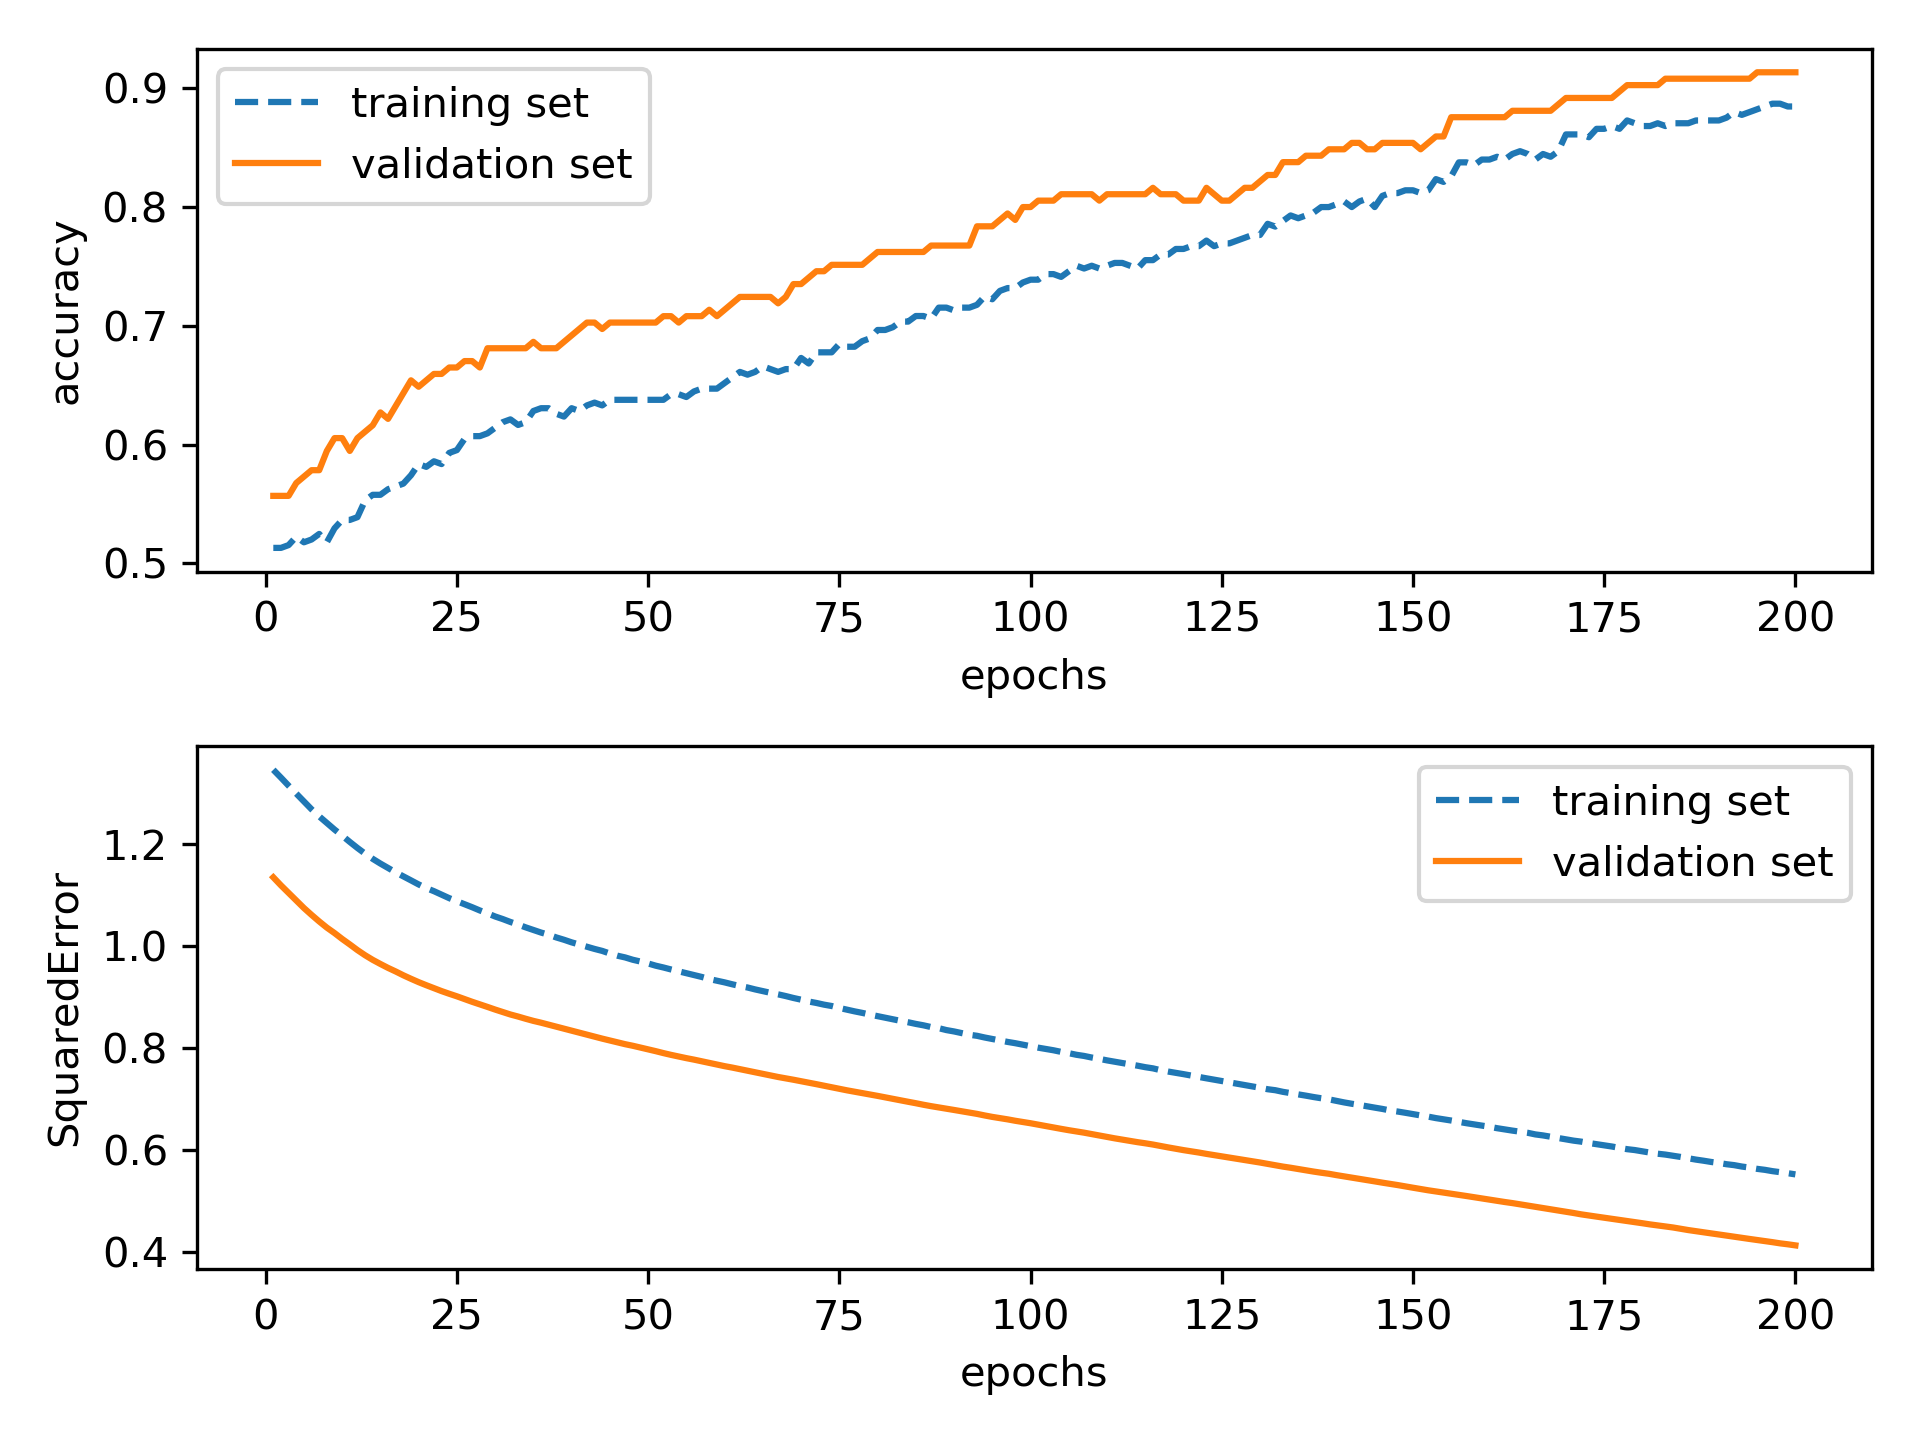 training set
validation set
0.9
0.8
0.7
0.6
0.5
accuracy
0 25 50 75 100 125 150 175 200
epochs
training set
validation set
1.2
1.0
0.8
0.6
0.4
SquaredError
0 25 50 75 100 125 150 175 200
epochs